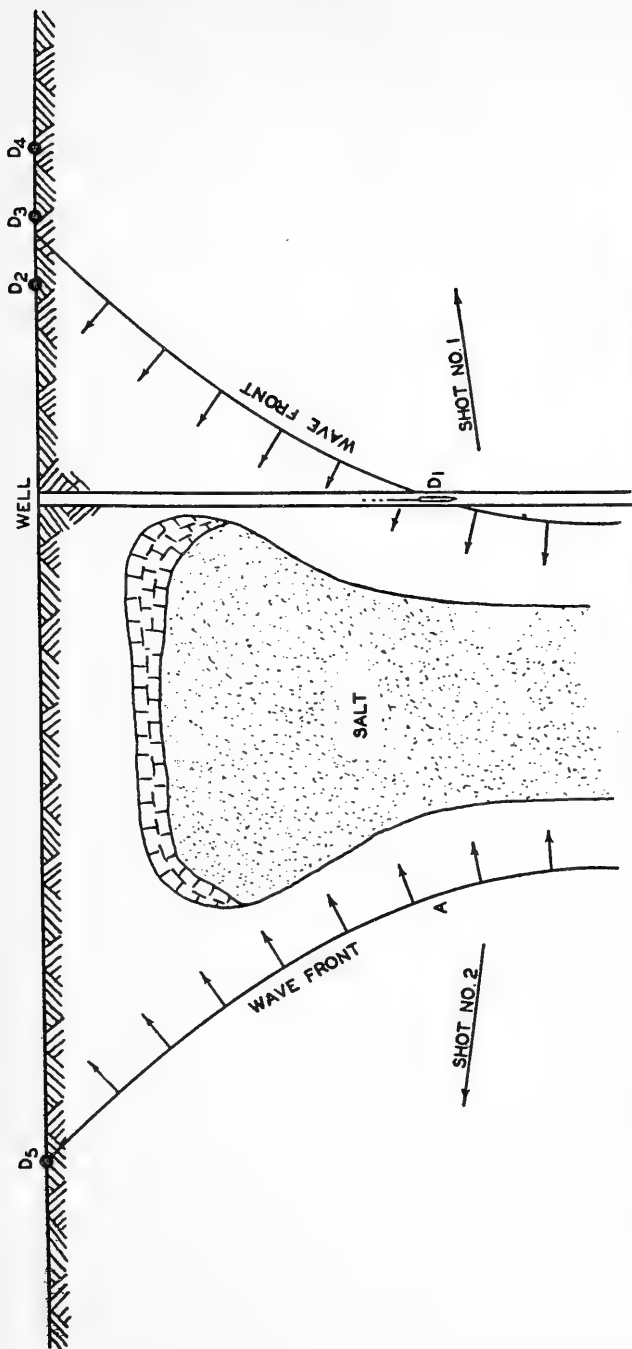 D5
WELL
D2
D3
D4
WAVE FRONT
WAVE FRONT
SALT
D1
A
SHOT NO. 2
SHOT NO. 1